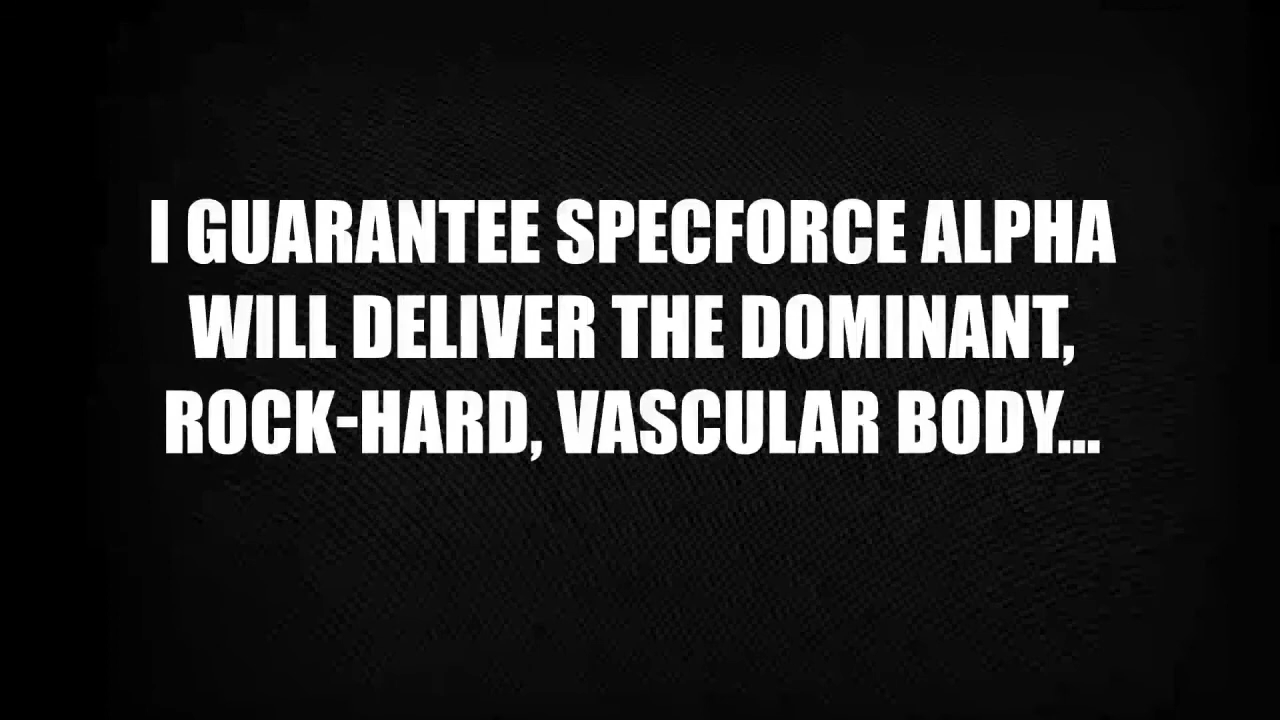 I GUARANTEE SPECFORCE ALPHA
WILL DELIVER THE DOMINANT,
ROCK-HARD, VASCULAR BODY...